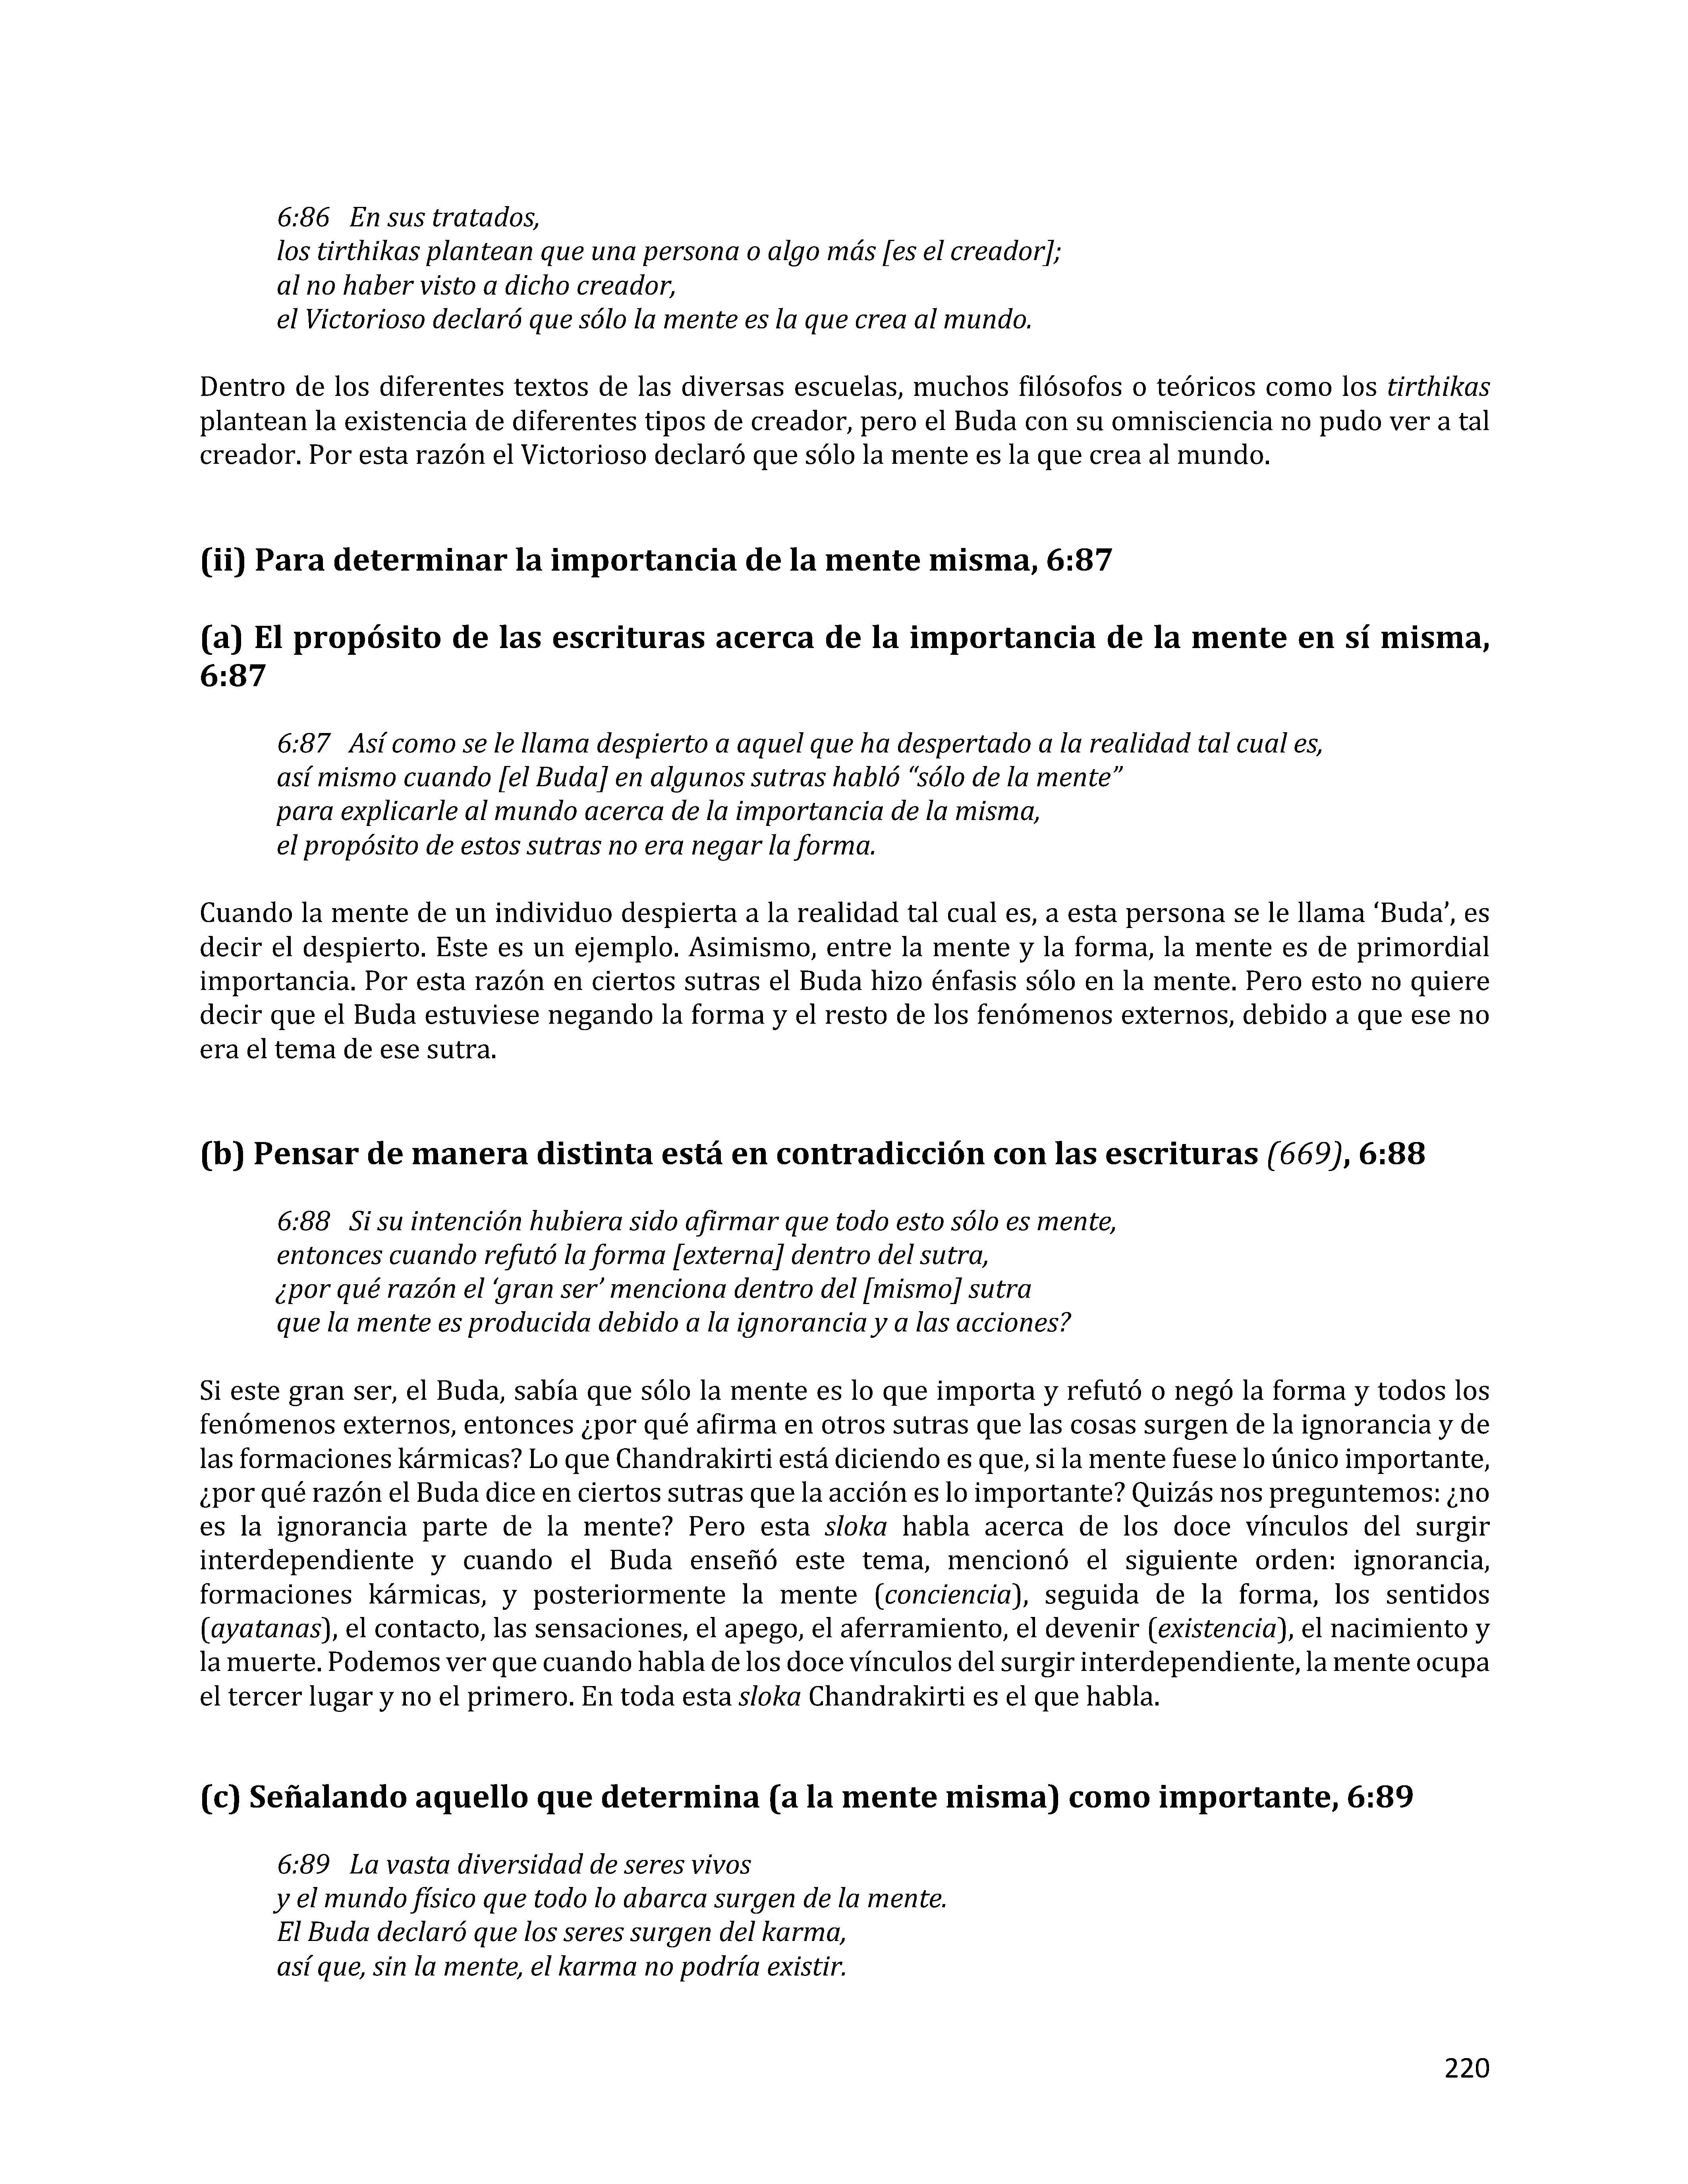 6:86 En sus tratados,
los tirthikas plantean que una persona o algo más [es el creador];
al no haber visto a dicho creador,
el Victorioso declaró que sólo la mente es la que crea al mundo.
Dentro de los diferentes textos de las diversas escuelas, muchos filósofos o teóricos como los tirthikas
plantean la existencia de diferentes tipos de creador, pero el Buda con su omnisciencia no pudo ver a tal
creador. Por esta razón el Victorioso declaró que sólo la mente es la que crea al mundo.
(ii) Para determinar la importancia de la mente misma, 6:87
(a) El propósito de las escrituras acerca de la importancia de la mente en sí misma,
6:87
6:87 Así como se le llama despierto a aquel que ha despertado a la realidad tal cual es,
así mismo cuando [el Buda] en algunos sutras habló “sólo de la mente”
para explicarle al mundo acerca de la importancia de la misma,
el propósito de estos sutras no era negar la forma.
Cuando la mente de un individuo despierta a la realidad tal cual es, a esta persona se le llama ‘Buda’, es
decir el despierto. Este es un ejemplo. Asimismo, entre la mente y la forma, la mente es de primordial
importancia. Por esta razón en ciertos sutras el Buda hizo énfasis sólo en la mente. Pero esto no quiere
decir que el Buda estuviese negando la forma y el resto de los fenómenos externos, debido a que ese no
era el tema de ese sutra.
(b) Pensar de manera distinta está en contradicción con las escrituras (669), 6:88
6:88 Si su intención hubiera sido afirmar que todo esto sólo es mente,
entonces cuando refutó la forma [externa] dentro del sutra,
¿por qué razón el ‘gran ser’ menciona dentro del [mismo] sutra
que la mente es producida debido a la ignorancia y a las acciones?
Si este gran ser, el Buda, sabía que sólo la mente es lo que importa y refutó o negó la forma y todos los
fenómenos externos, entonces ¿por qué afirma en otros sutras que las cosas surgen de la ignorancia y de
las formaciones kármicas? Lo que Chandrakirti está diciendo es que, si la mente fuese lo único importante,
¿por qué razón el Buda dice en ciertos sutras que la acción es lo importante? Quizás nos preguntemos: ¿no
es la ignorancia parte de la mente? Pero esta sloka habla acerca de los doce vínculos del surgir
interdependiente y cuando el Buda enseñó este tema, mencionó el siguiente orden: ignorancia,
formaciones kármicas, y posteriormente la mente (conciencia), seguida de la forma, los sentidos
(ayatanas), el contacto, las sensaciones, el apego, el aferramiento, el devenir (existencia), el nacimiento y
la muerte. Podemos ver que cuando habla de los doce vínculos del surgir interdependiente, la mente ocupa
el tercer lugar y no el primero. En toda esta sloka Chandrakirti es el que habla.
(c) Señalando aquello que determina (a la mente misma) como importante, 6:89
6:89 La vasta diversidad de seres vivos
y el mundo físico que todo lo abarca surgen de la mente.
El Buda declaró que los seres surgen del karma,
así que, sin la mente, el karma no podría existir.
220